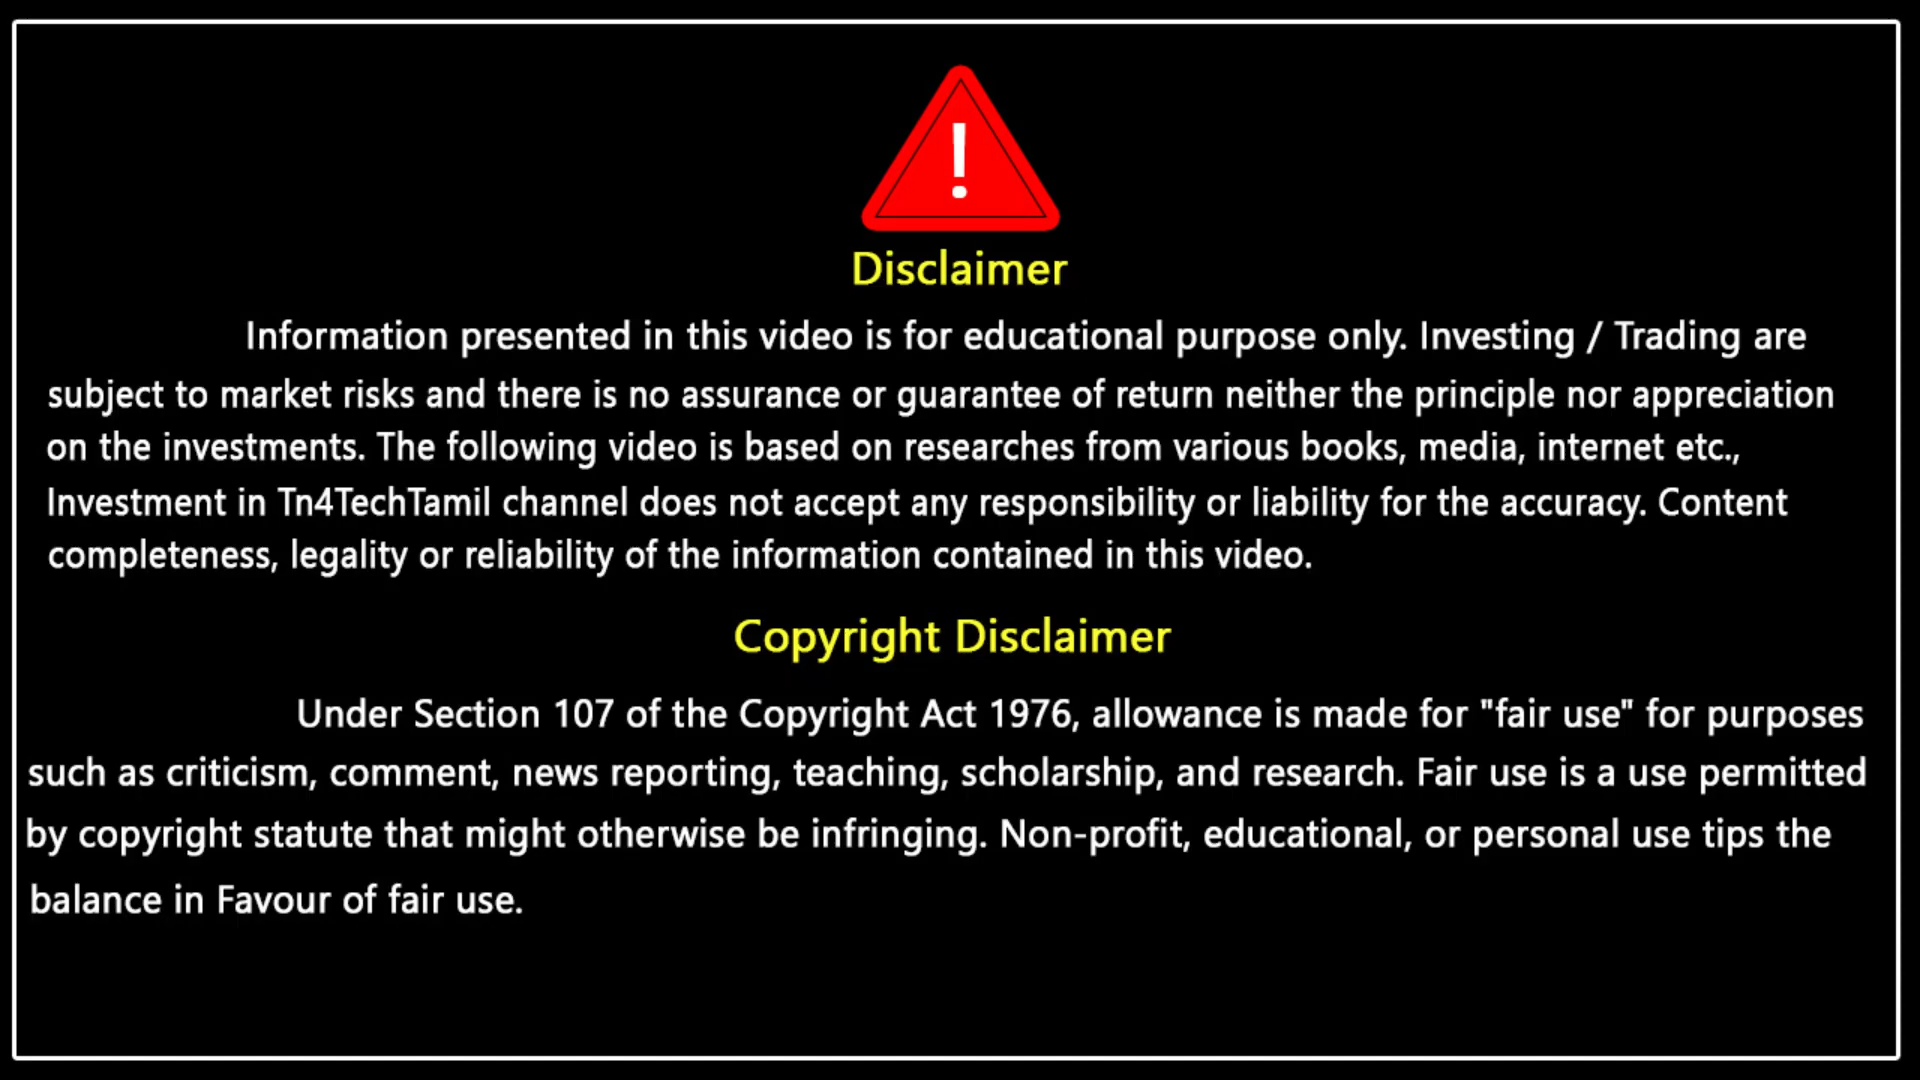 !
Disclaimer
Information presented in this video is for educational purpose only. Investing / Trading are
subject to market risks and there is no assurance or guarantee of return neither the principle nor appreciation
on the investments. The following video is based on researches from various books, media, internet etc.,
Investment in Tn4TechTamil channel does not accept any responsibility or liability for the accuracy. Content
completeness, legality or reliability of the information contained in this video.
Copyright Disclaimer
Under Section 107 of the Copyright Act 1976, allowance is made for "fair use" for purposes
such as criticism, comment, news reporting, teaching, scholarship, and research. Fair use is a use permitted
by copyright statute that might otherwise be infringing. Non-profit, educational, or personal use tips the
balance in Favour of fair use.